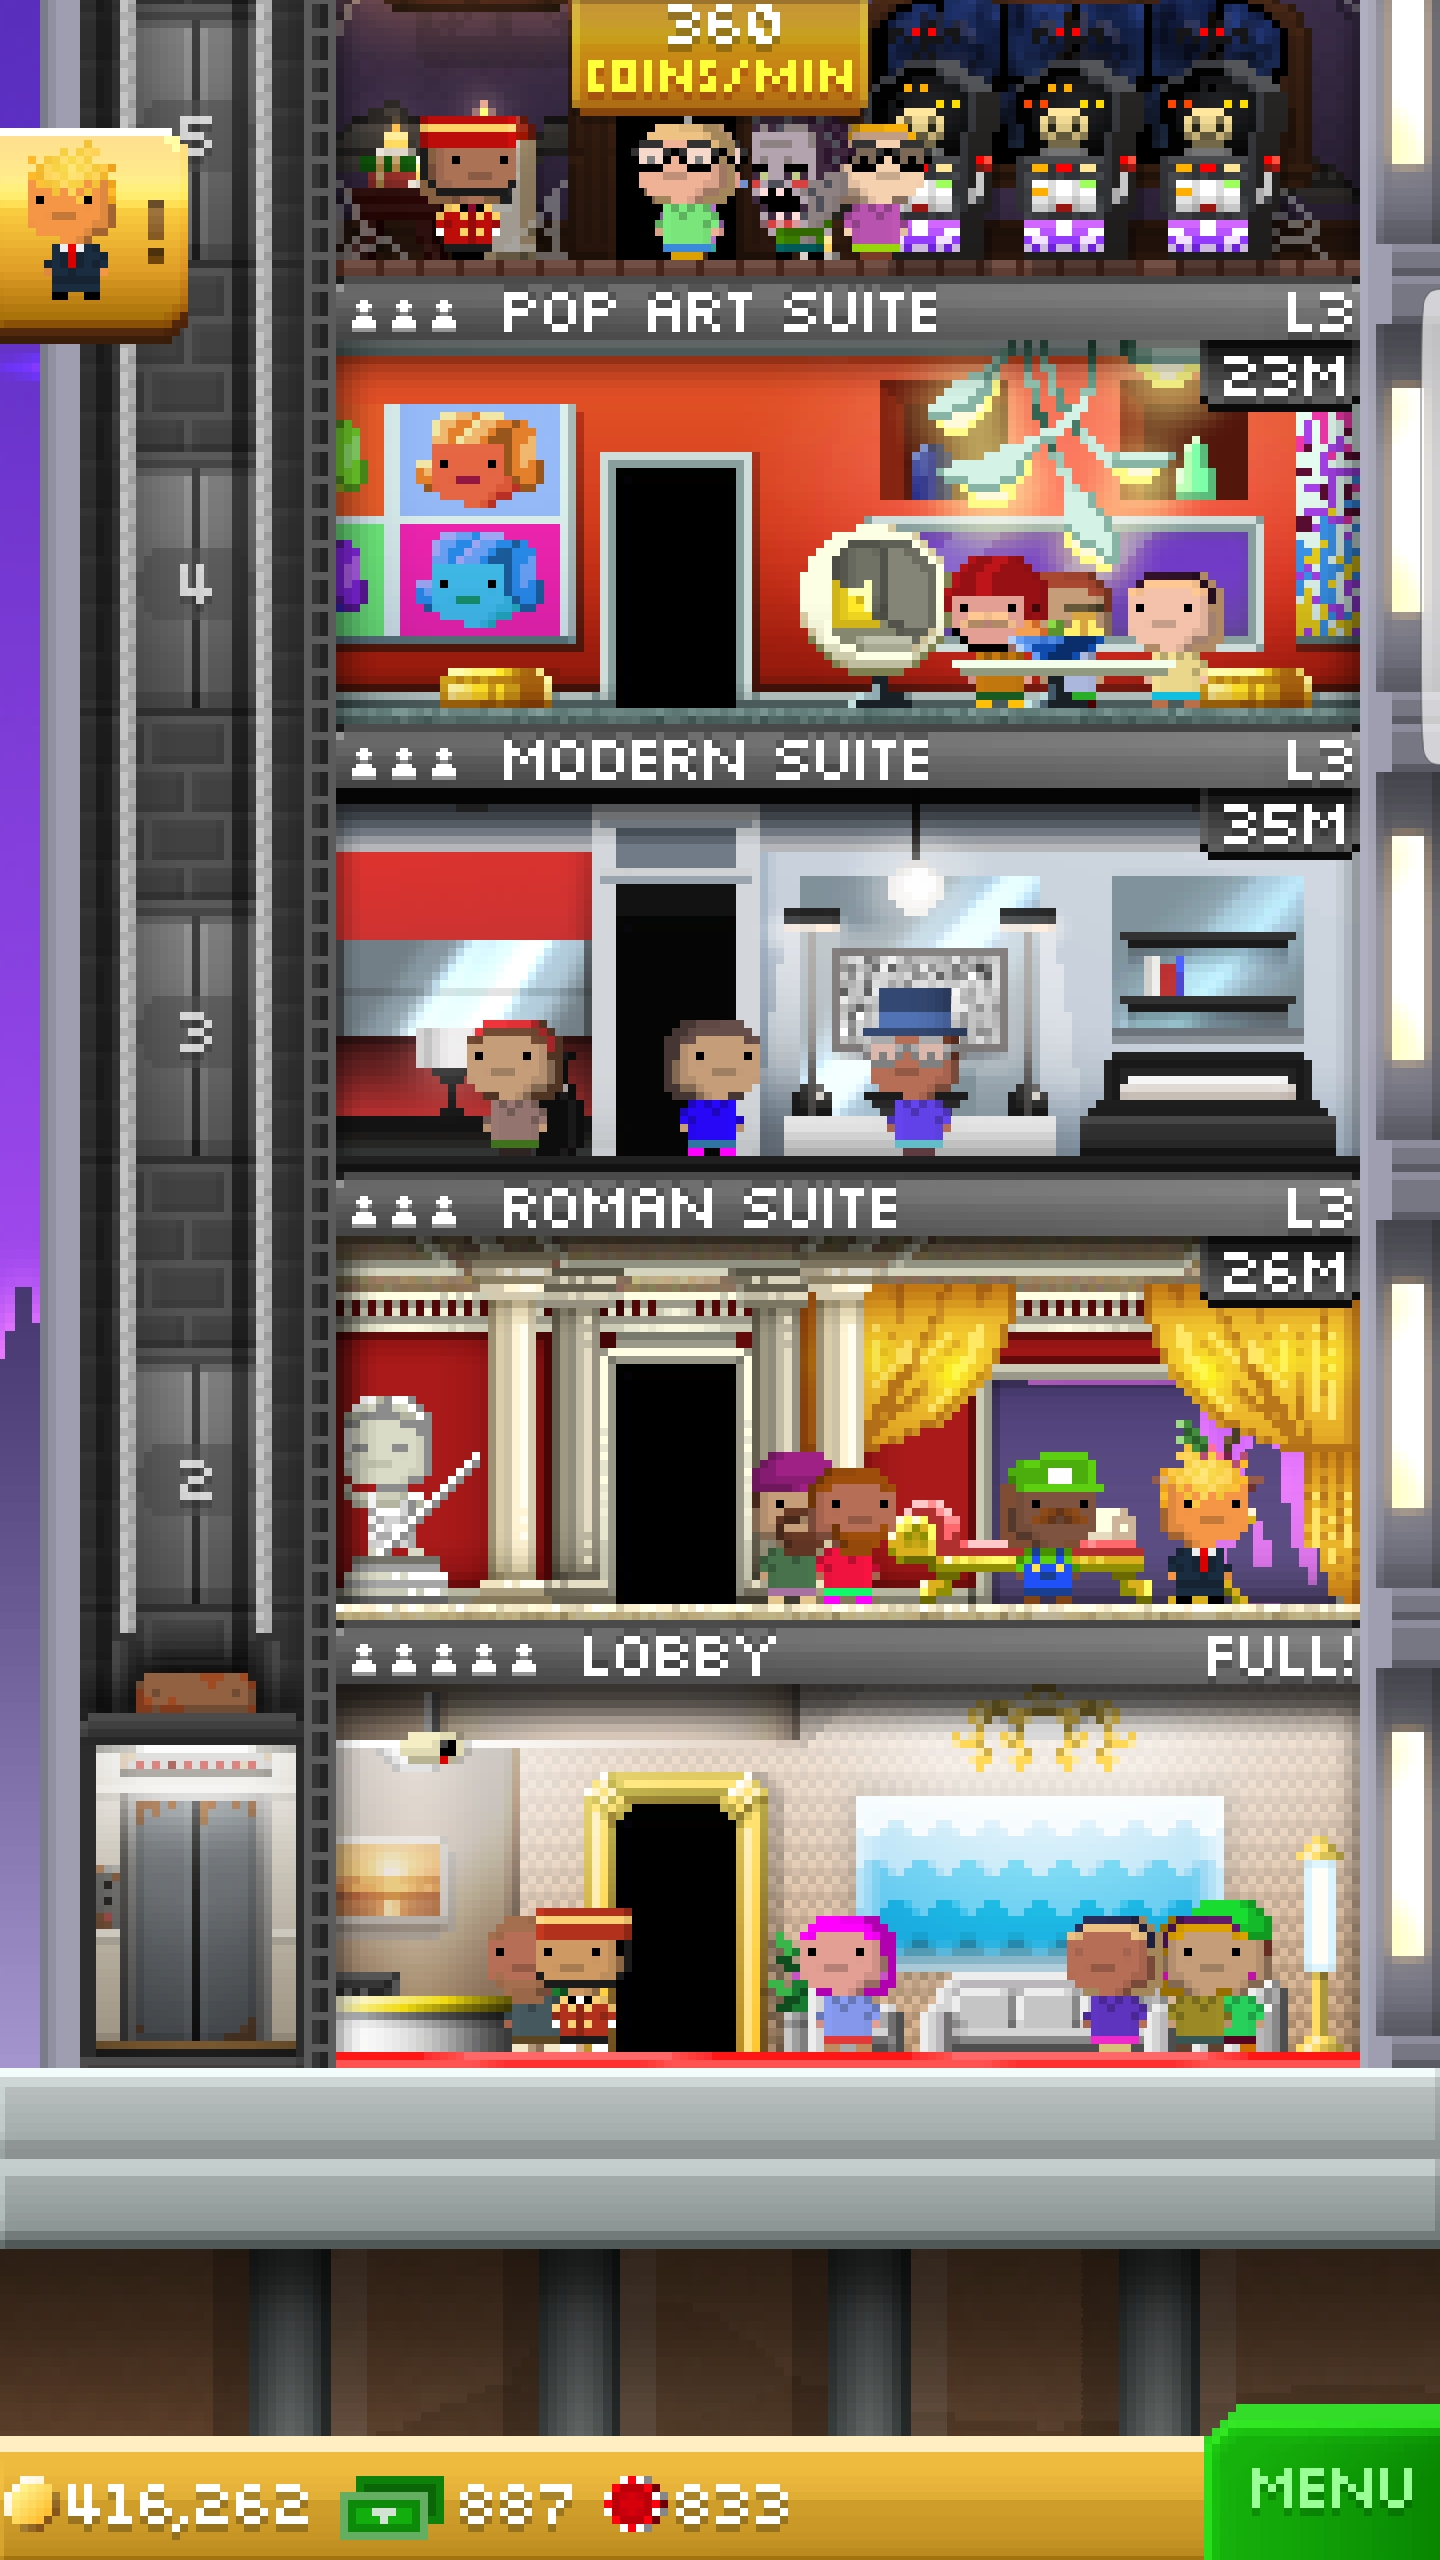 360
COINS/MIN
5
!
POP ART SUITE L3
23M
4
MODERN SUITE L3
35M
3
ROMAN SUITE L3
26M
2
LOBBY FULL!
416,262 887 833
MENU